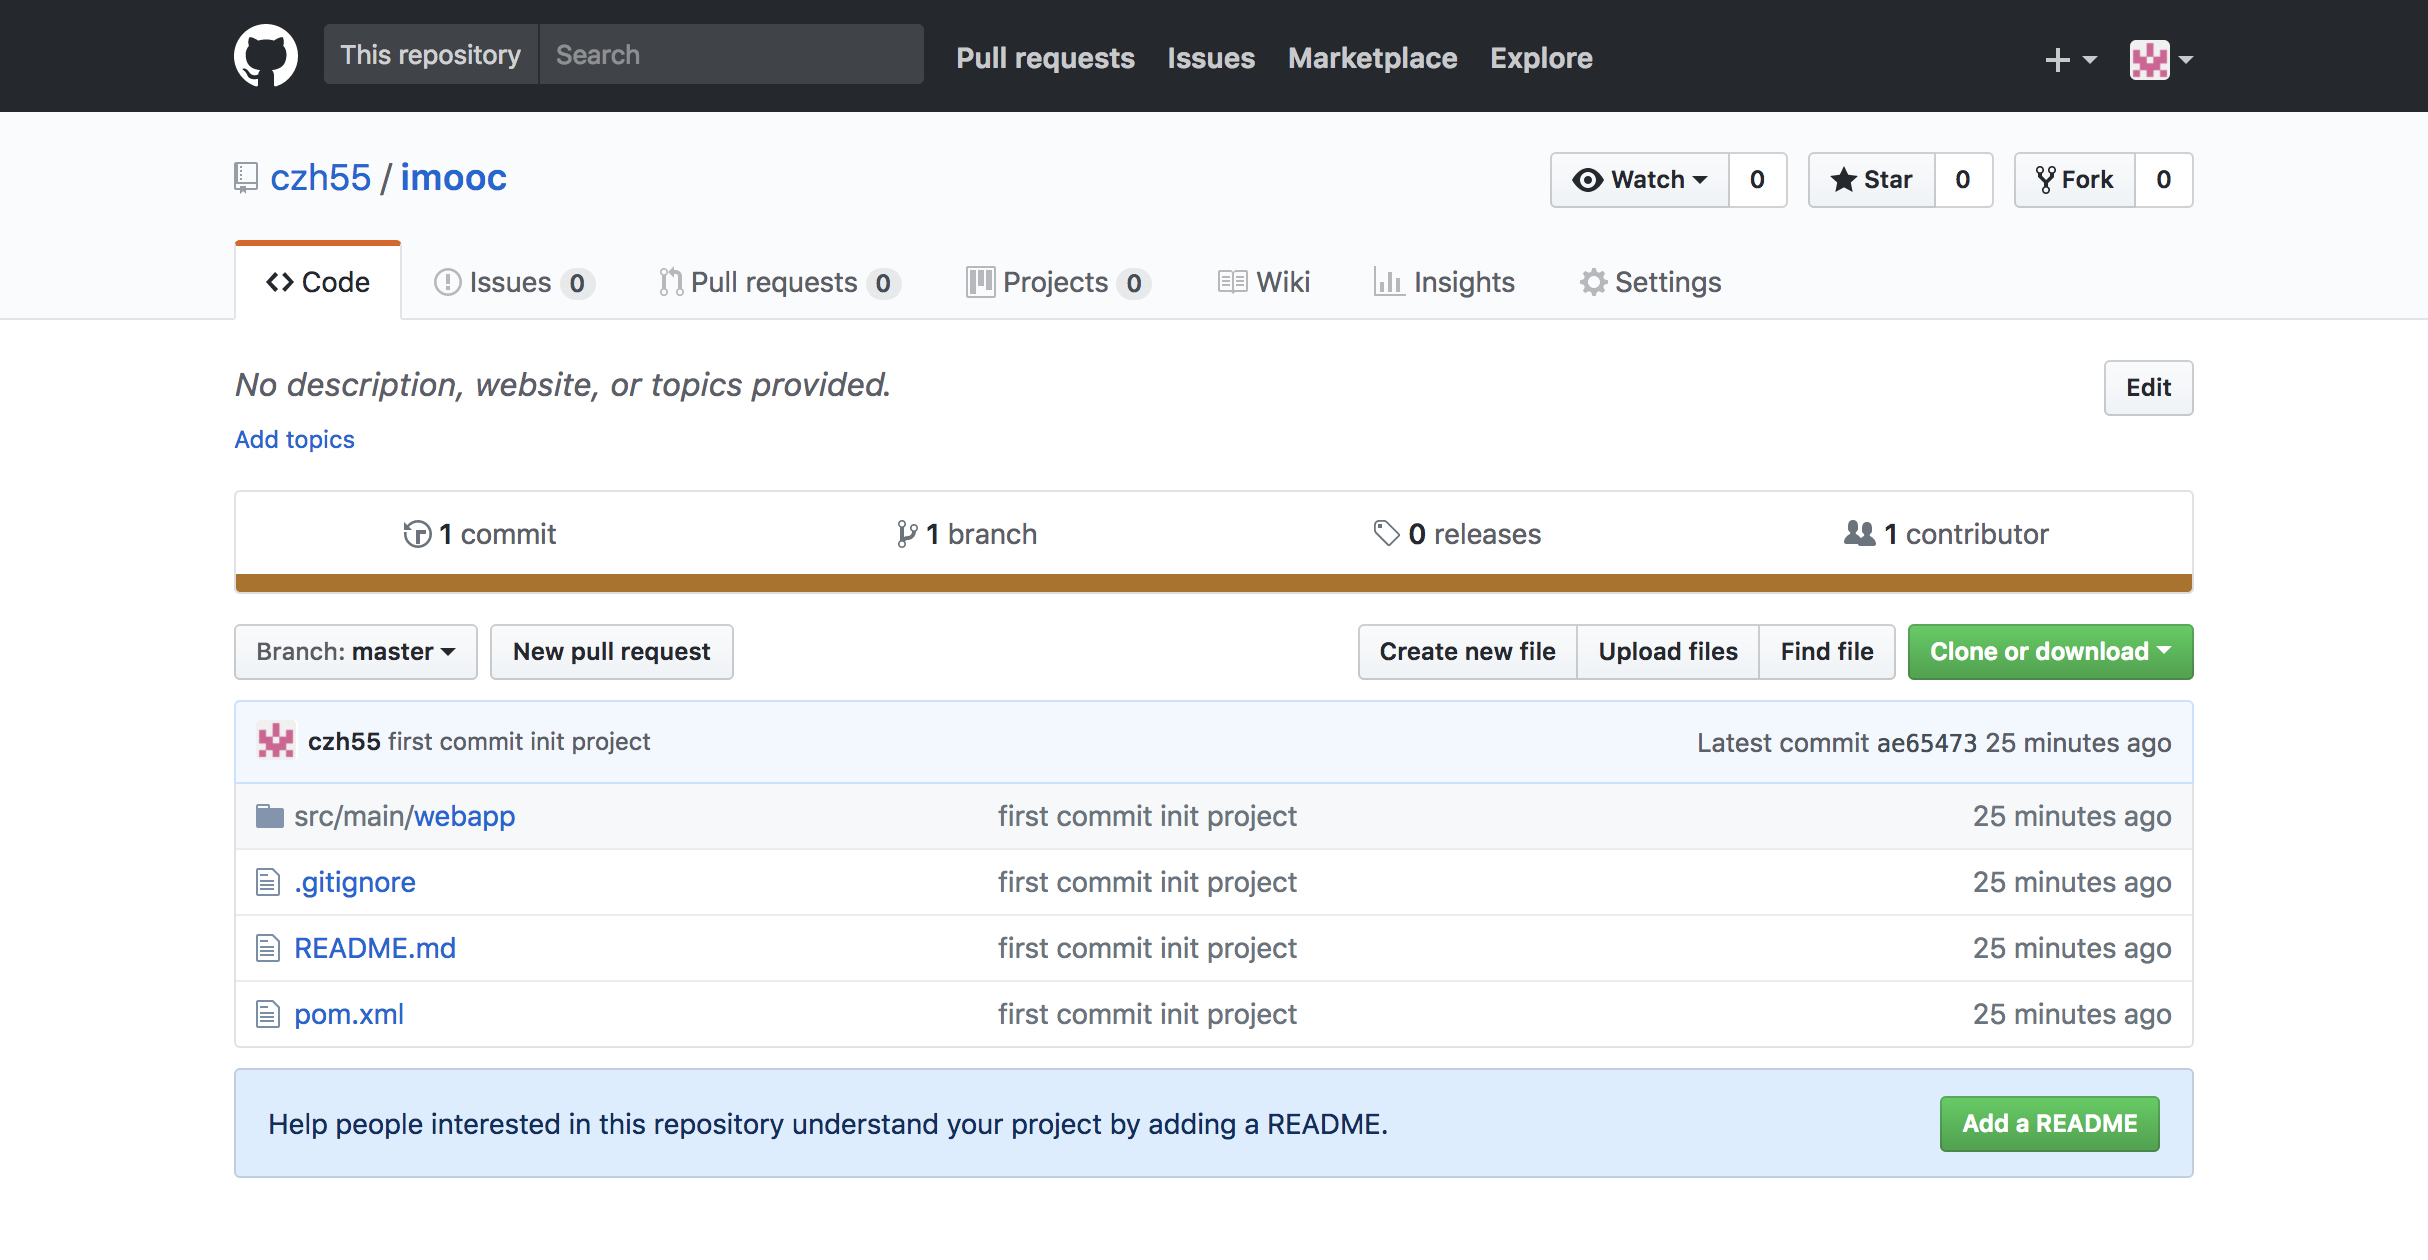 This repository Search Pull requests Issues Marketplace Explore
czh55 / imooc Watch 0 Star 0 Fork 0
Code Issues 0 Pull requests 0 Projects 0 Wiki Insights Settings
No description, website, or topics provided. Edit
Add topics
1 commit 1 branch 0 releases 1 contributor
Branch: master New pull request Create new file Upload files Find file Clone or download
czh55 first commit init project Latest commit ae65473 25 minutes ago
src/main/webapp first commit init project 25 minutes ago
.gitignore first commit init project 25 minutes ago
README.md first commit init project 25 minutes ago
pom.xml first commit init project 25 minutes ago
Help people interested in this repository understand your project by adding a README. Add a README